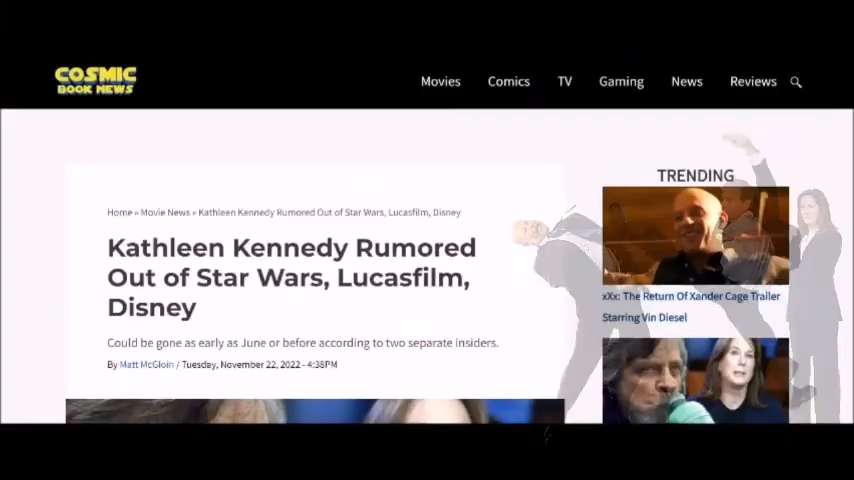 COSMIC
BOOK NEWS
Movies Comics TV Gaming News Reviews
TRENDING
Home » Movie News » Kathleen Kennedy Rumored Out of Star Wars, Lucasfilm, Disney
Kathleen Kennedy Rumored
Out of Star Wars, Lucasfilm,
Disney
Could be gone as early as June or before according to two separate insiders.
By Matt McGloin / Tuesday, November 22, 2022 - 4:38PM
xXx: The Return Of Xander Cage Trailer
Starring Vin Diesel